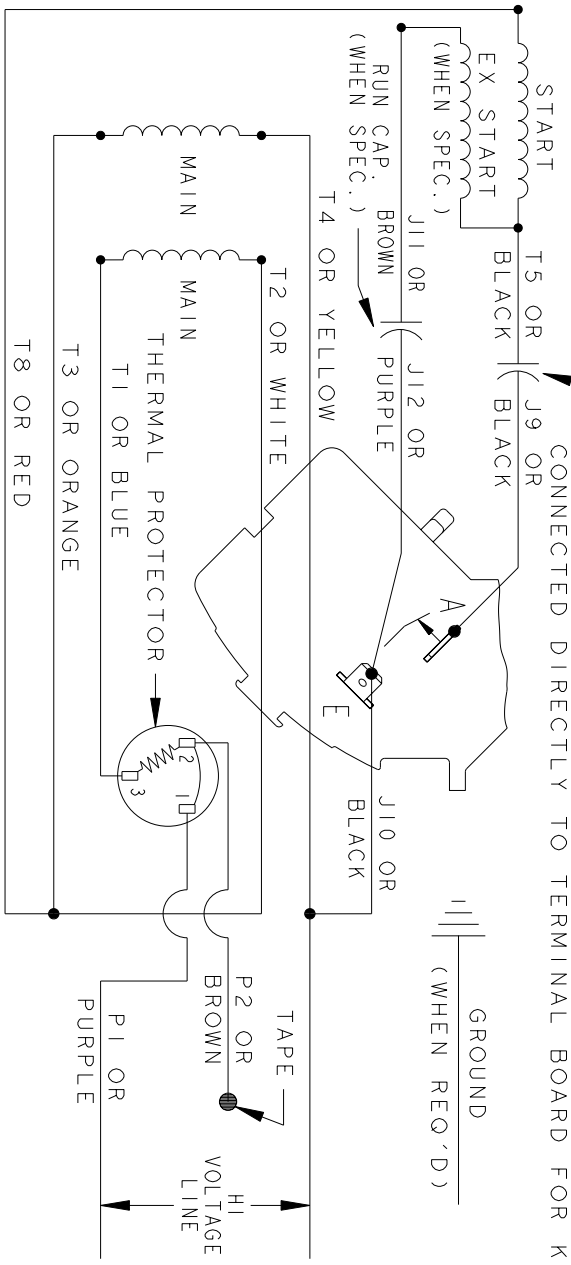 CONNECTED DIRECTLY TO TERMINAL BOARD FOR K
START
T5 OR
BLACK
J9 OR
BLACK
EX START
(WHEN SPEC.)
GROUND
(WHEN REQ'D)
A
J11 OR
BROWN
J12 OR
PURPLE
RUN CAP.
(WHEN SPEC.)
E
J10 OR
BLACK
T4 OR YELLOW
HI
VOLTAGE
LINE
TAPE
P2 OR
BROWN
T2 OR WHITE
MAIN
MAIN
THERMAL PROTECTOR
2
1
3
T1 OR BLUE
P1 OR
PURPLE
T3 OR ORANGE
T8 OR RED